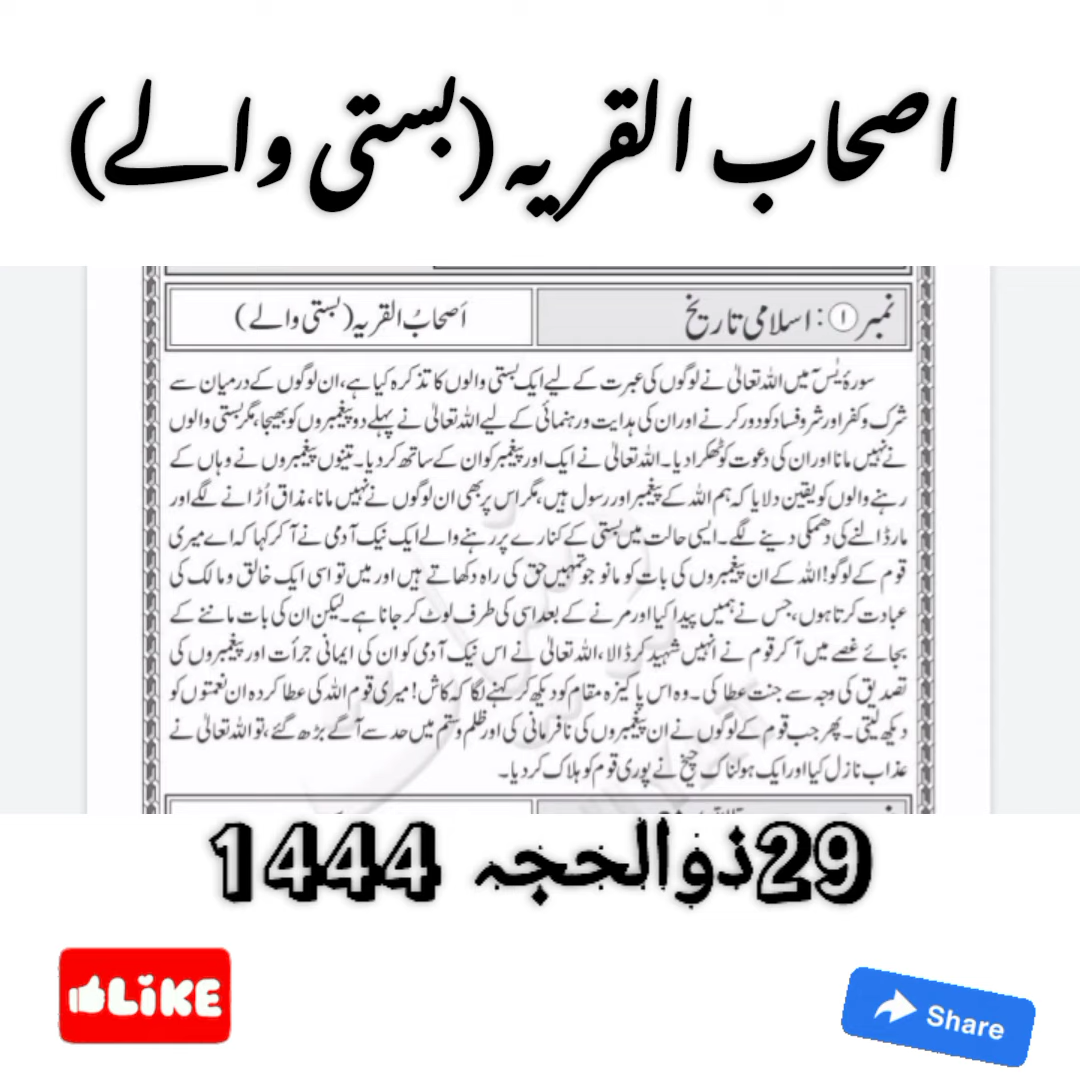 اصحاب القریہ (بستی والے)
نمبر ۱: اسلامی تاریخ
أصحابُ القریہ (بستی والے)
سورۂ یٰسٓ میں اللہ تعالیٰ نے لوگوں کی عبرت کے لیے ایک بستی والوں کا تذکرہ کیا ہے، ان لوگوں کے درمیان سے
شرک و کفر اور شر و فساد کو دور کرنے اور ان کی ہدایت و رہنمائی کے لیے اللہ تعالیٰ نے پہلے دو پیغمبروں کو بھیجا، مگر بستی والوں
نے نہیں مانا اور ان کی دعوت کو ٹھکرا دیا۔ اللہ تعالیٰ نے ایک اور پیغمبر کو ان کے ساتھ کر دیا۔ تینوں پیغمبروں نے وہاں کے
رہنے والوں کو یقین دلایا کہ ہم اللہ کے پیغمبر اور رسول ہیں، مگر اس پر بھی ان لوگوں نے نہیں مانا، مذاق اُڑانے لگے اور
مار ڈالنے کی دھمکی دینے لگے۔ ایسی حالت میں بستی کے کنارے پر رہنے والے ایک نیک آدمی نے آ کر کہا کہ اے میری
قوم کے لوگو! اللہ کے ان پیغمبروں کی بات کو مانو جو تمہیں حق کی راہ دکھاتے ہیں اور میں تو اسی ایک خالق و مالک کی
عبادت کرتا ہوں، جس نے ہمیں پیدا کیا اور مرنے کے بعد اسی کی طرف لوٹ کر جانا ہے۔ لیکن ان کی بات ماننے کے
بجائے غصے میں آ کر قوم نے انہیں شہید کر ڈالا، اللہ تعالیٰ نے اس نیک آدمی کو ان کی ایمانی جرأت اور پیغمبروں کی
تصدیق کی وجہ سے جنت عطا کی۔ وہ اس پاکیزہ مقام کو دیکھ کر کہنے لگا کہ کاش! میری قوم اللہ کی عطا کردہ ان نعمتوں کو
دیکھ لیتی۔ پھر جب قوم کے لوگوں نے ان پیغمبروں کی نافرمانی کی اور ظلم و ستم میں حد سے آگے بڑھ گئے، تو اللہ تعالیٰ نے
عذاب نازل کیا اور ایک ہولناک چیخ نے پوری قوم کو ہلاک کر دیا۔
29ذوالحجہ 1444
LiKE
Share